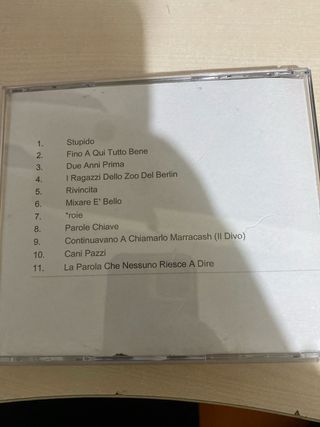 1. Stupido
2. Fino A Qui Tutto Bene
3. Due Anni Prima
4. I Ragazzi Dello Zoo Del Berlin
5. Rivincita
6. Mixare E' Bello
7. *roie
8. Parole Chiave
9. Continuavano A Chiamarlo Marracash (Il Divo)
10. Cani Pazzi
11. La Parola Che Nessuno Riesce A Dire